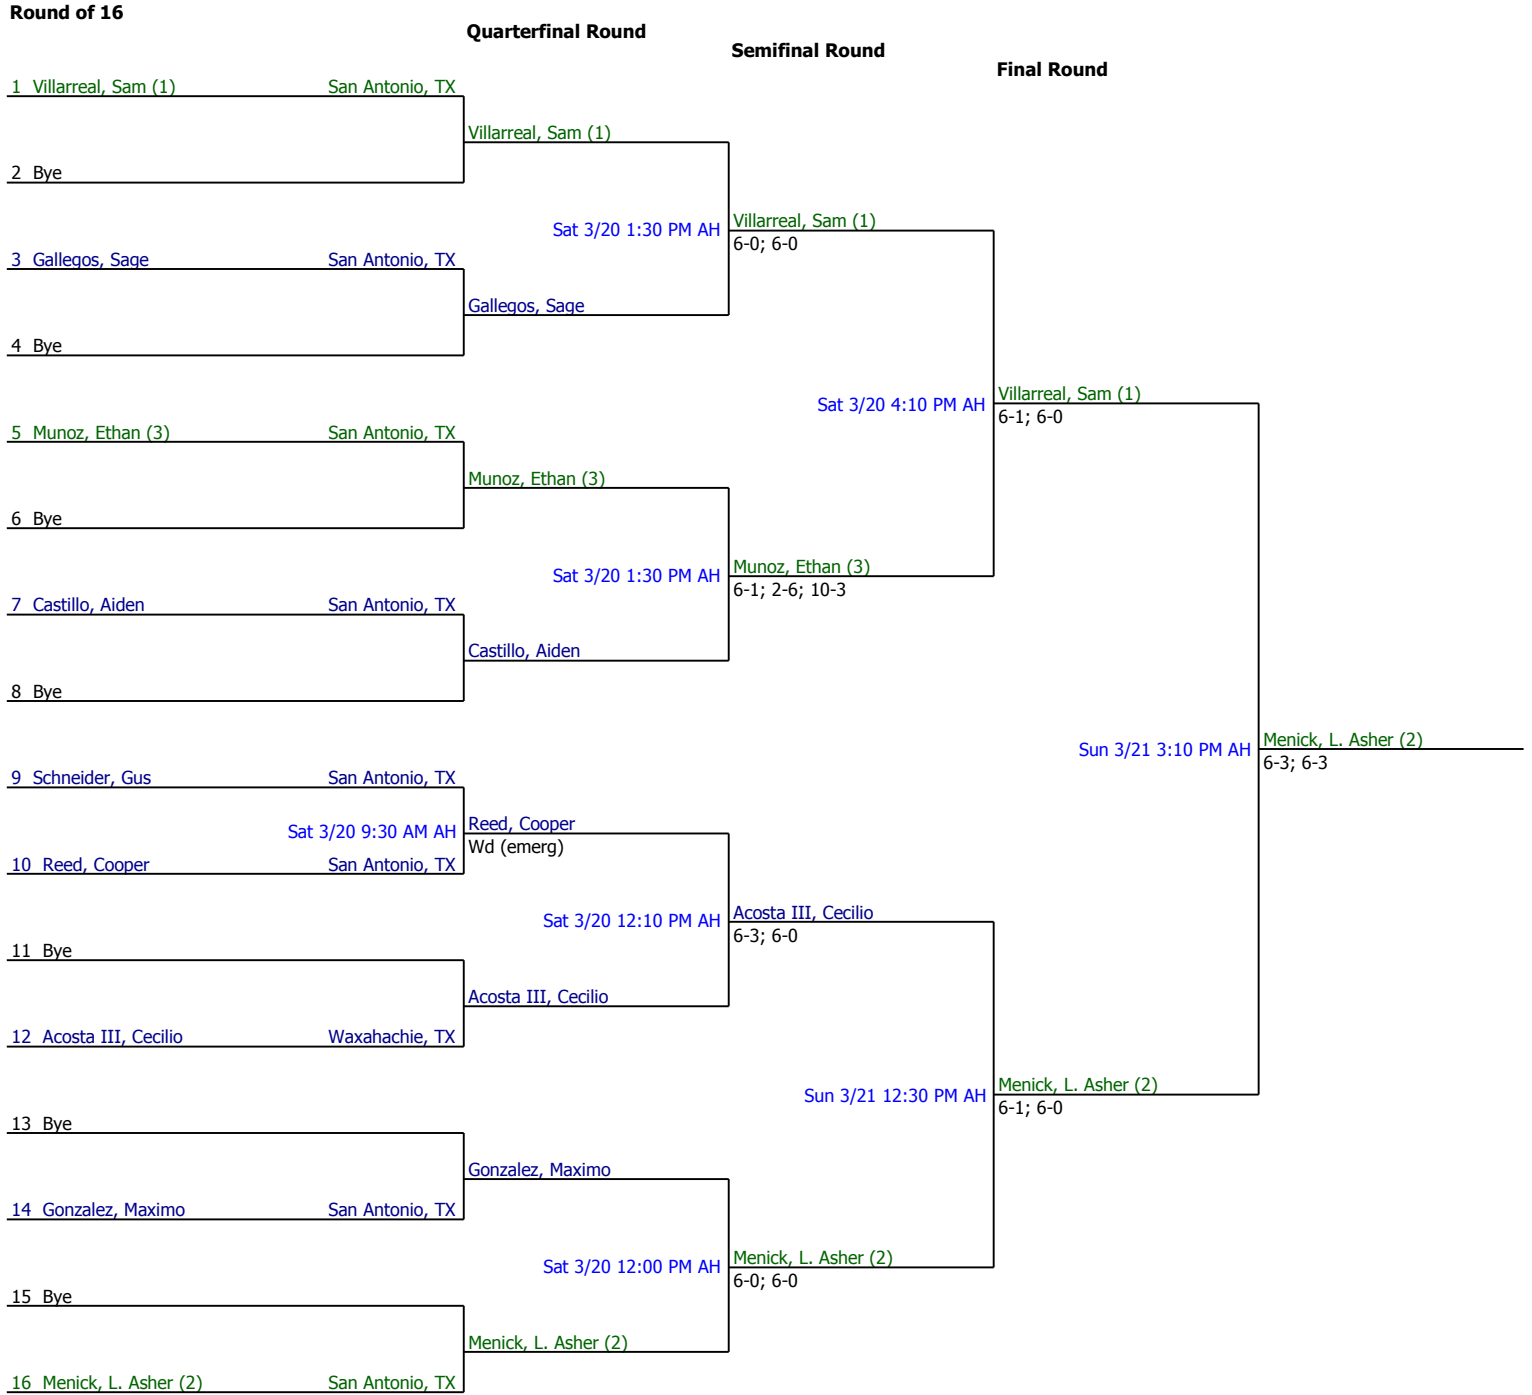 Round of 16
Quarterfinal Round
Semifinal Round
Final Round
1 Villarreal, Sam (1) San Antonio, TX
Villarreal, Sam (1)
2 Bye
Sat 3/20 1:30 PM AH Villarreal, Sam (1)
6-0; 6-0
3 Gallegos, Sage San Antonio, TX
Gallegos, Sage
4 Bye
Sat 3/20 4:10 PM AH Villarreal, Sam (1)
6-1; 6-0
5 Munoz, Ethan (3) San Antonio, TX
Munoz, Ethan (3)
6 Bye
Sat 3/20 1:30 PM AH Munoz, Ethan (3)
6-1; 2-6; 10-3
7 Castillo, Aiden San Antonio, TX
Castillo, Aiden
8 Bye
Sun 3/21 3:10 PM AH Menick, L. Asher (2)
6-3; 6-3
9 Schneider, Gus San Antonio, TX
Sat 3/20 9:30 AM AH Reed, Cooper
Wd (emerg)
10 Reed, Cooper San Antonio, TX
Sat 3/20 12:10 PM AH Acosta III, Cecilio
6-3; 6-0
11 Bye
Acosta III, Cecilio
12 Acosta III, Cecilio Waxahachie, TX
Sun 3/21 12:30 PM AH Menick, L. Asher (2)
6-1; 6-0
13 Bye
Gonzalez, Maximo
14 Gonzalez, Maximo San Antonio, TX
Sat 3/20 12:00 PM AH Menick, L. Asher (2)
6-0; 6-0
15 Bye
Menick, L. Asher (2)
16 Menick, L. Asher (2) San Antonio, TX